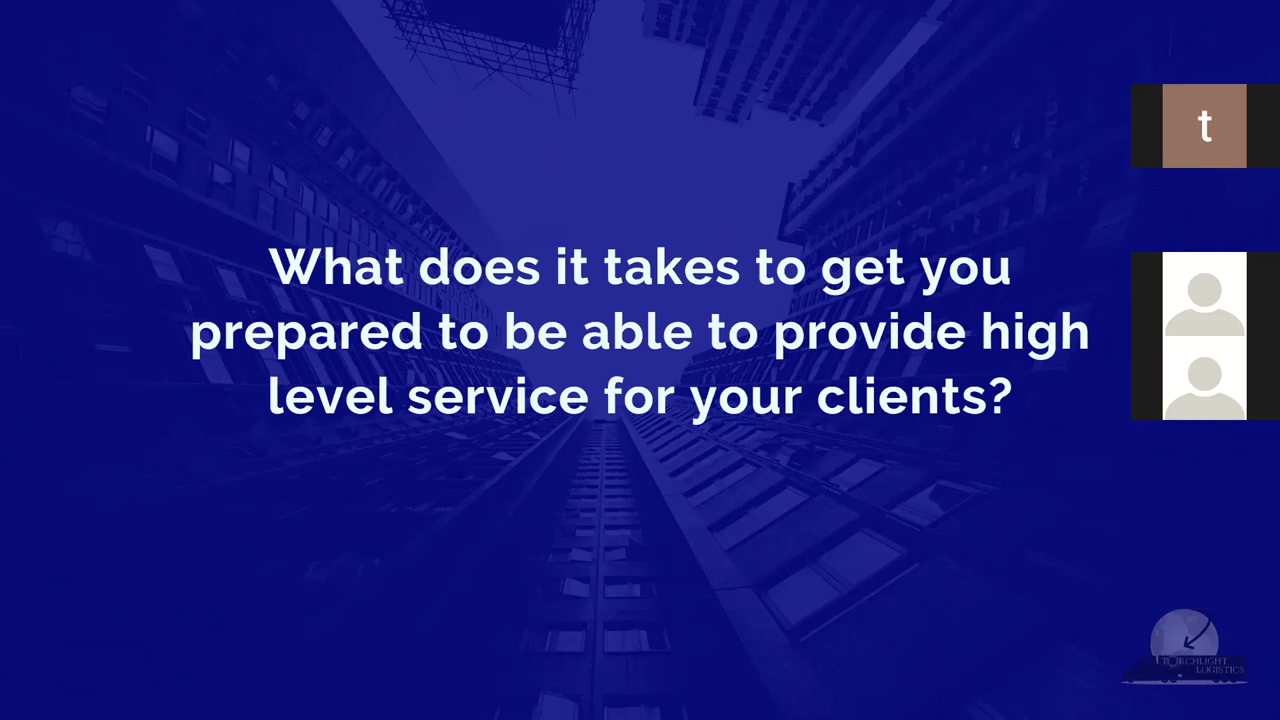 What does it takes to get you
prepared to be able to provide high
level service for your clients?
t
TORCHLIGHT
LOGISTICS